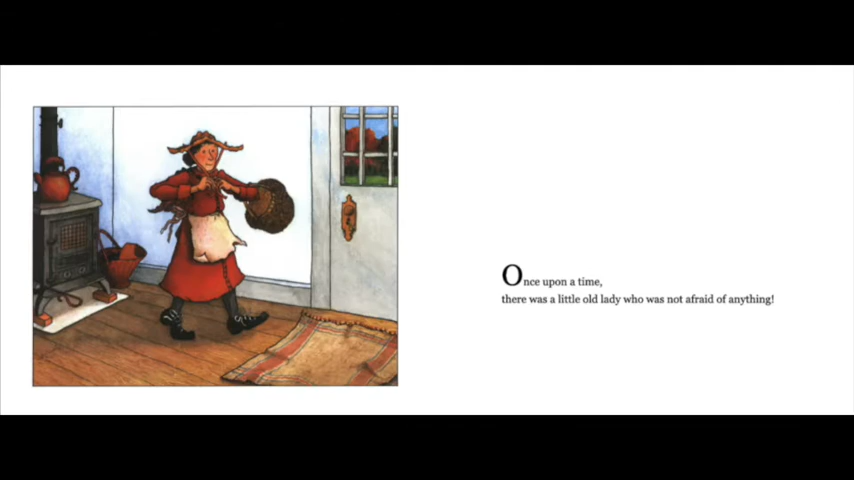 Once upon a time,
there was a little old lady who was not afraid of anything!